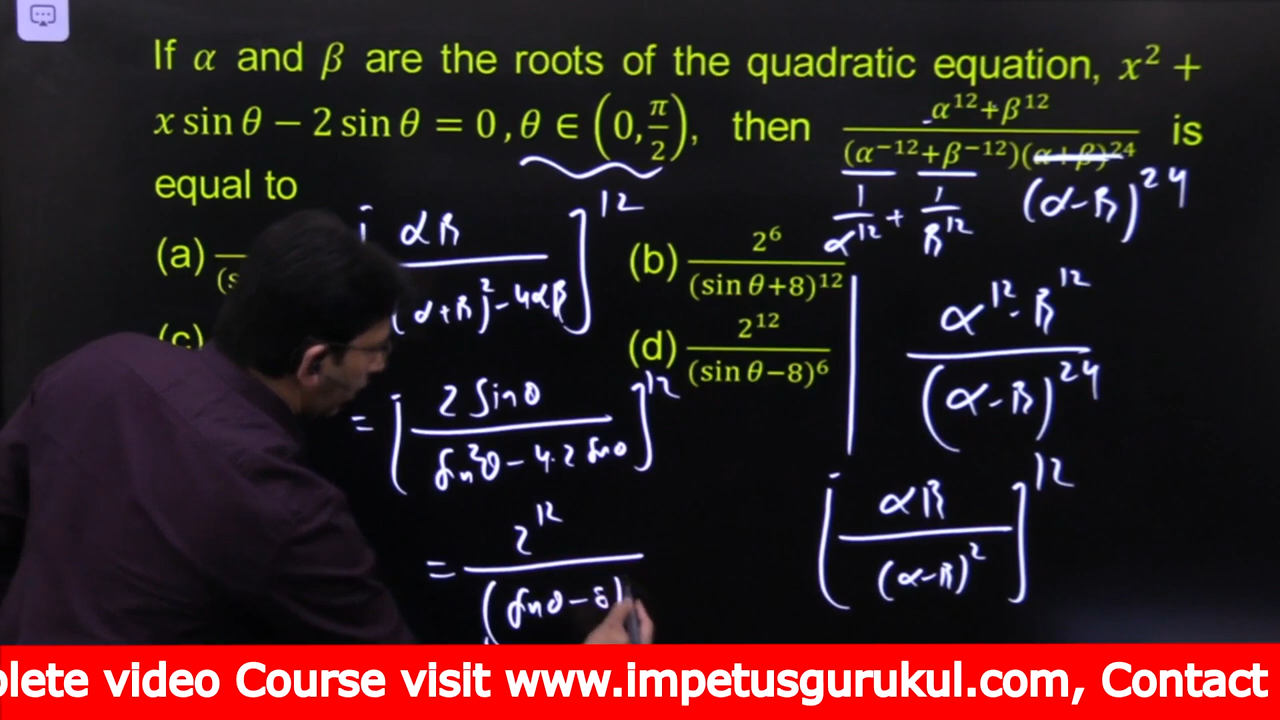 If α and β are the roots of the quadratic equation, x² +
x sin θ − 2 sin θ = 0 , θ ∈ (0, π/2), then (α¹² + β¹²)/((α⁻¹² + β⁻¹²)(α+β)²⁴) is
equal to
1/α¹² + 1/β¹² (α-β)²⁴
(a)
[αβ/((α+β)² - 4αβ)]¹²
(b) 2⁶/(sin θ+8)¹²
α¹²·β¹²/(α-β)²⁴
(c)
(d) 2¹²/(sin θ−8)⁶
= [2 sinθ/(sin²θ - 4·2 sinθ)]¹²
[αβ/(α-β)²]¹²
= 2¹²/(sinθ-8)
plete video Course visit www.impetusgurukul.com, Contact